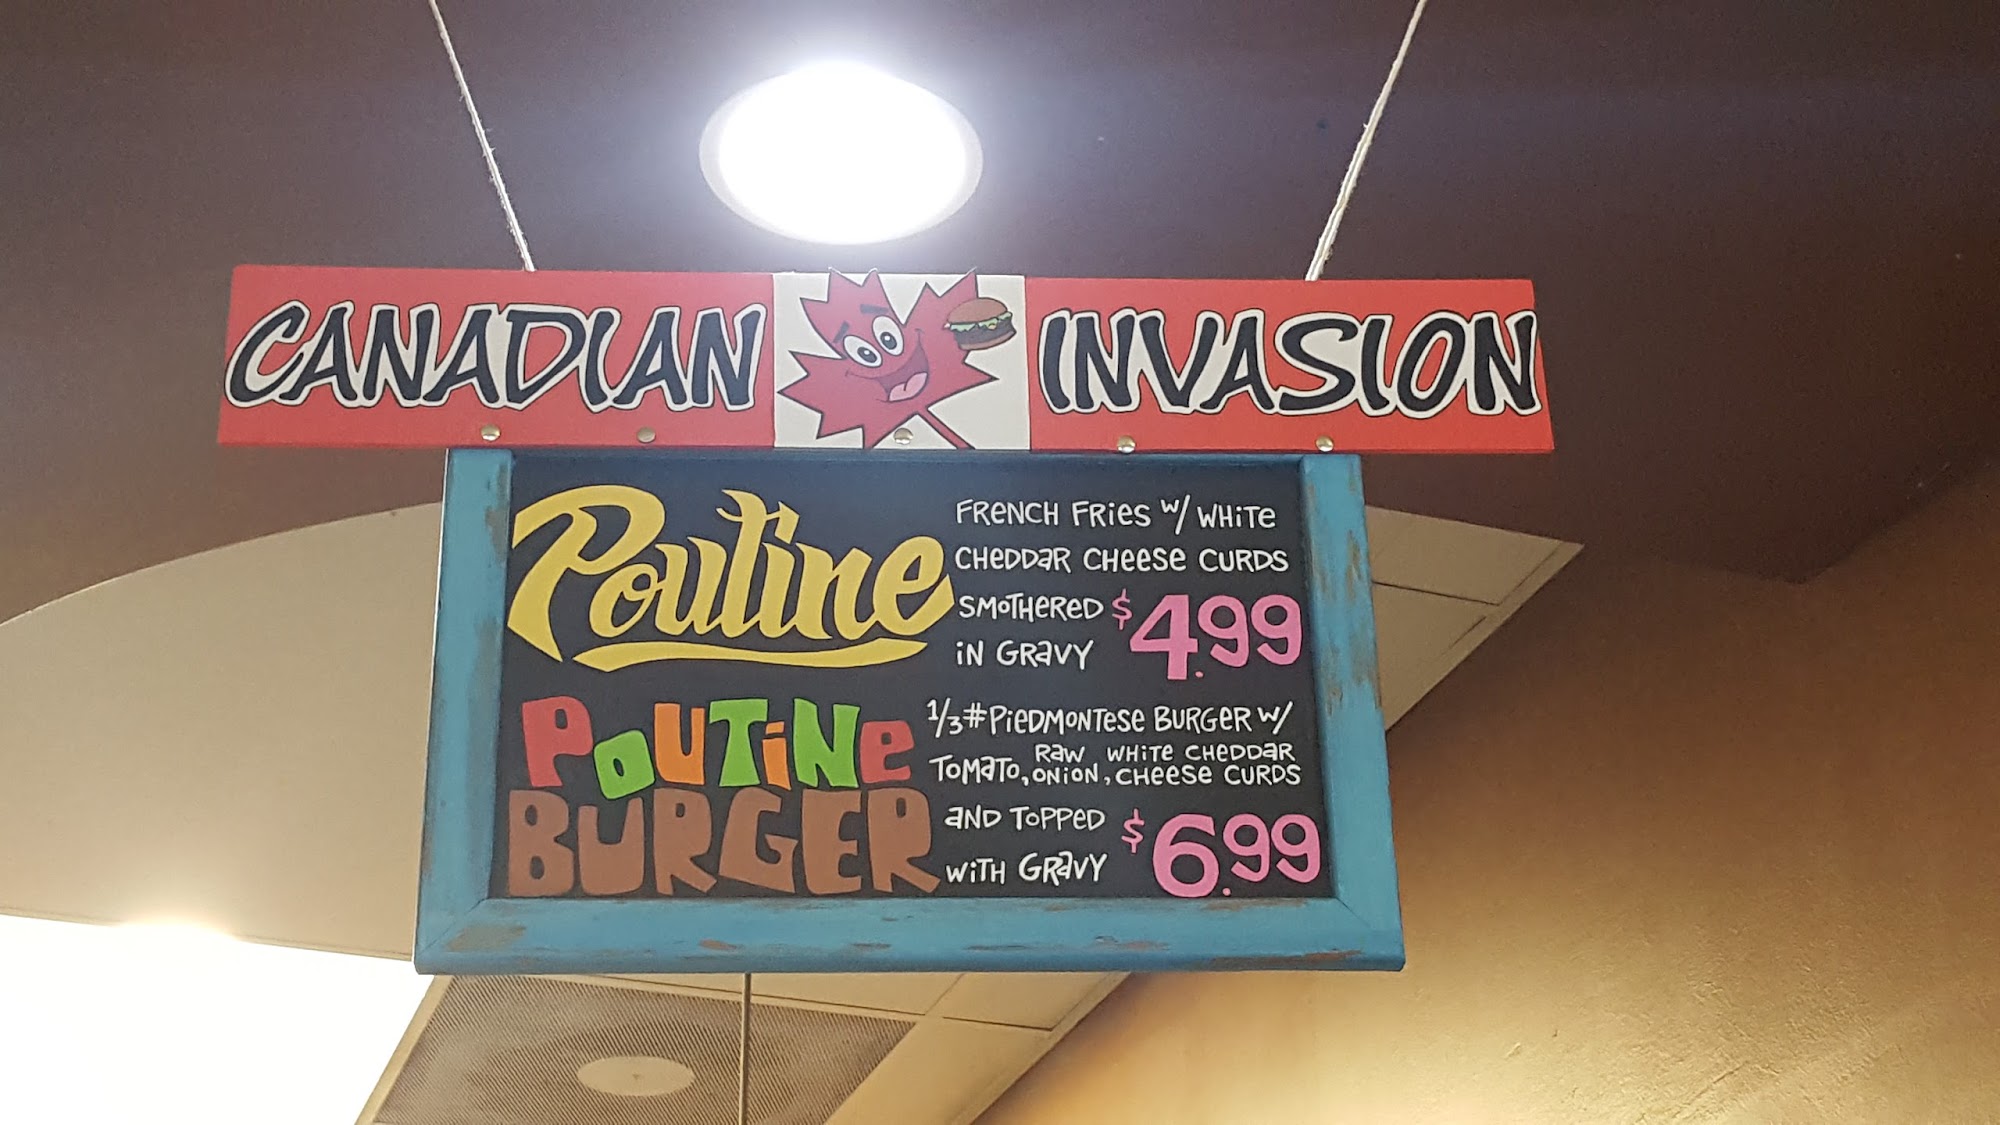 CANADIAN INVASION
Poutine
FRENCH FRIES W/ WHITE
CHEDDAR CHEESE CURDS
SMOTHERED $4.99
IN GRAVY
POUTINE
BURGER
1/3# PIEDMONTESE BURGER W/
TOMATO, RAW ONION, WHITE CHEDDAR CHEESE CURDS
AND TOPPED $6.99
WITH GRAVY